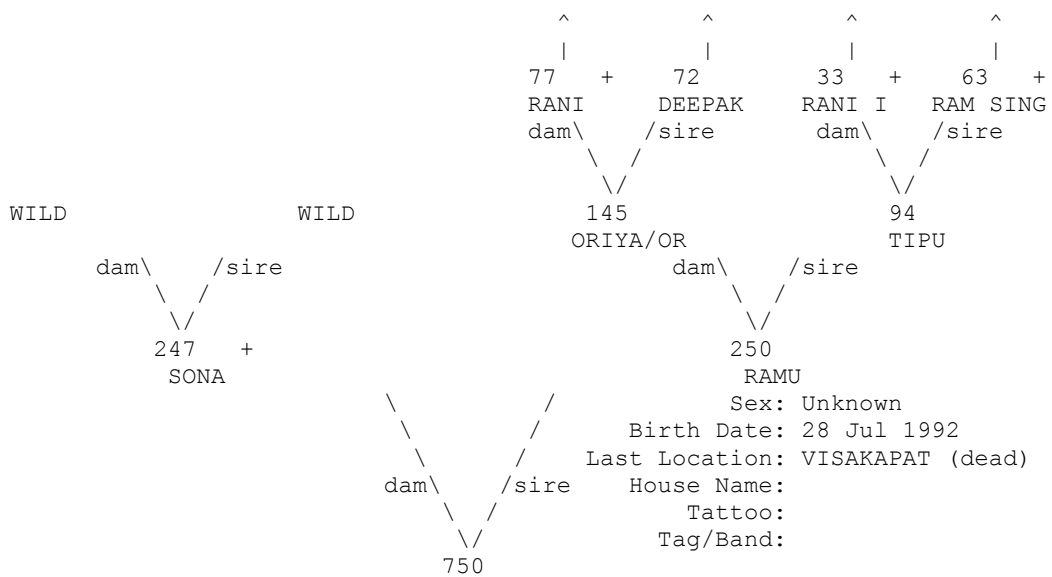 ^ ^ ^ ^
| | | |
77 + 72 33 + 63 +
RANI DEEPAK RANI I RAM SING
dam\ /sire dam\ /sire
\ / \ /
\/ \/
WILD WILD 145 94
ORIYA/OR TIPU
dam\ /sire dam\ /sire
\ / \ /
\/ \/
247 + 250
SONA RAMU
\ / Sex: Unknown
\ / Birth Date: 28 Jul 1992
\ / Last Location: VISAKAPAT (dead)
dam\ /sire House Name:
\ / Tattoo:
\/ Tag/Band:
750